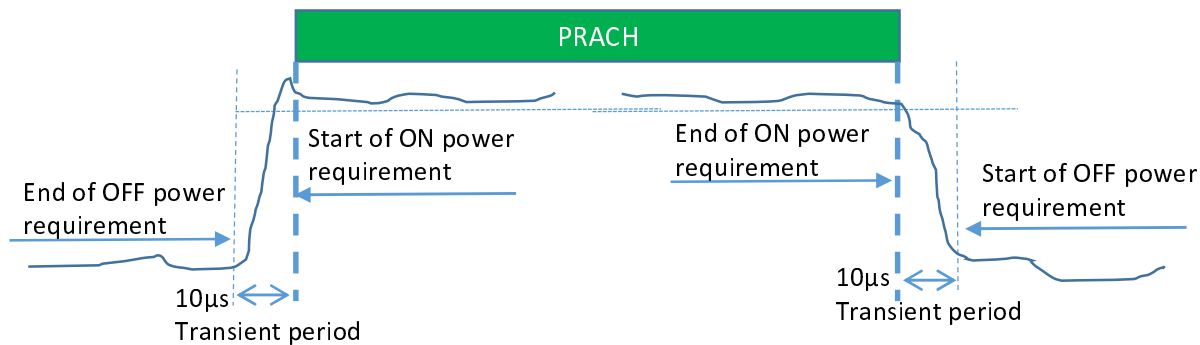 PRACH
Start of ON power
requirement
End of ON power
requirement
End of OFF power
requirement
Start of OFF power
requirement
10µs
Transient period
10µs
Transient period